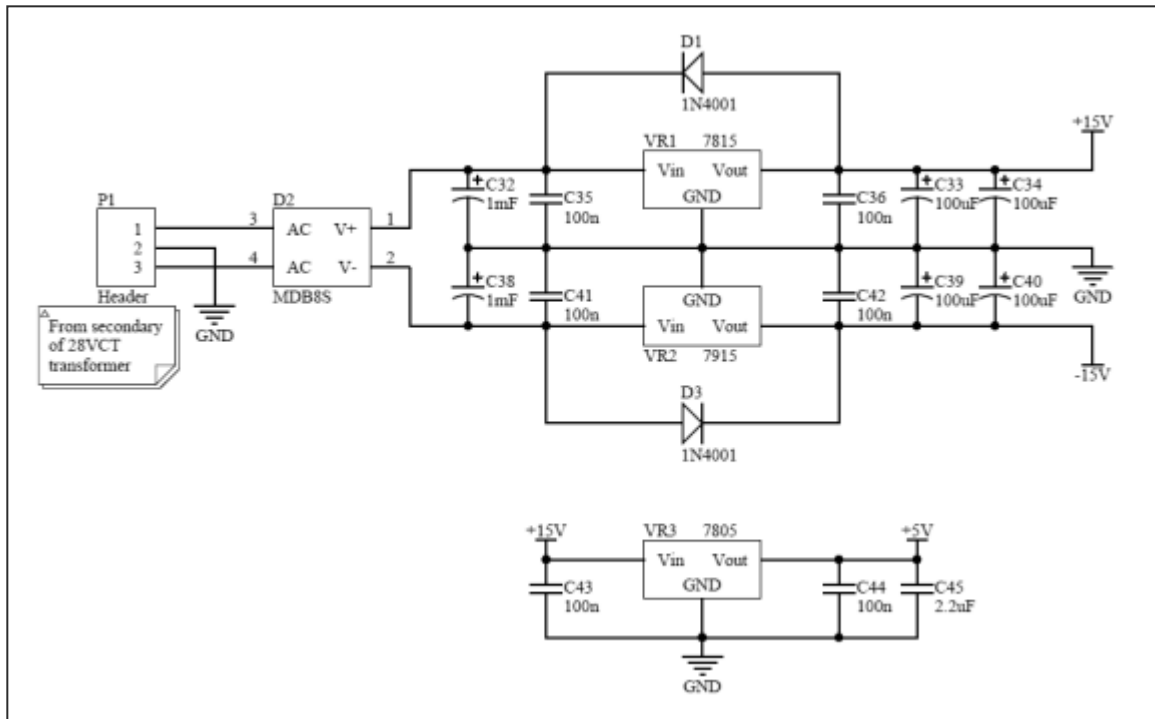 D1
1N4001
+15V
VR1 7815
Vin Vout
GND
C32
1mF
C35
100n
C36
100n
C33
100uF
C34
100uF
P1
1
2
3
Header
D2
3 AC V+ 1
4 AC V- 2
MDB8S
GND
From secondary
of 28VCT
transformer
C38
1mF
C41
100n
GND
Vin Vout
VR2 7915
C42
100n
C39
100uF
C40
100uF
GND
-15V
D3
1N4001
+15V
VR3 7805
+5V
Vin Vout
GND
C43
100n
C44
100n
C45
2.2uF
GND